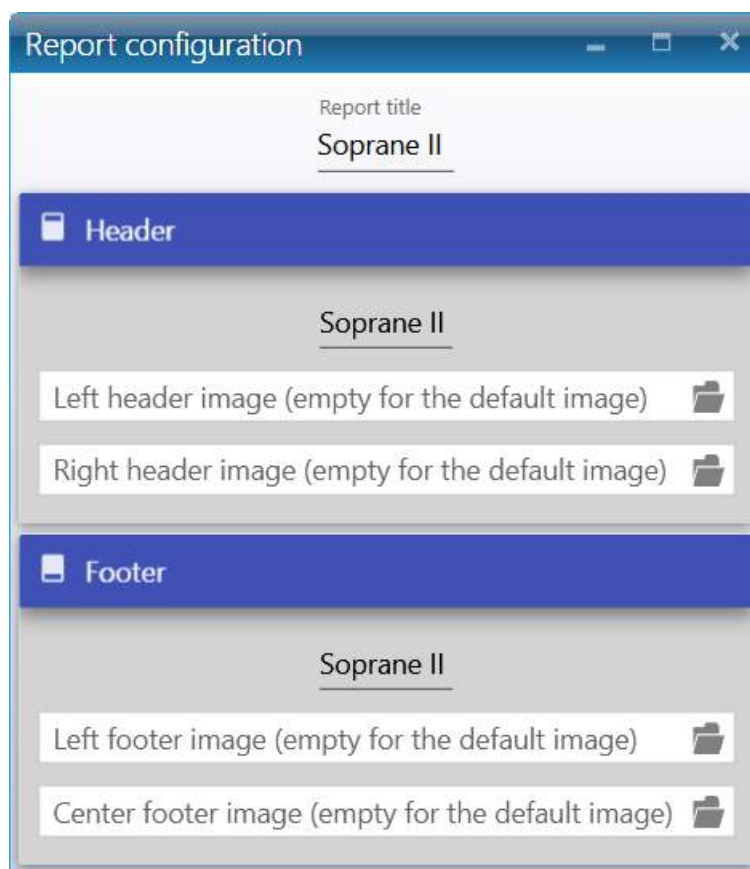 Report configuration
Report title
Soprane II
Header
Soprane II
Left header image (empty for the default image)
Right header image (empty for the default image)
Footer
Soprane II
Left footer image (empty for the default image)
Center footer image (empty for the default image)